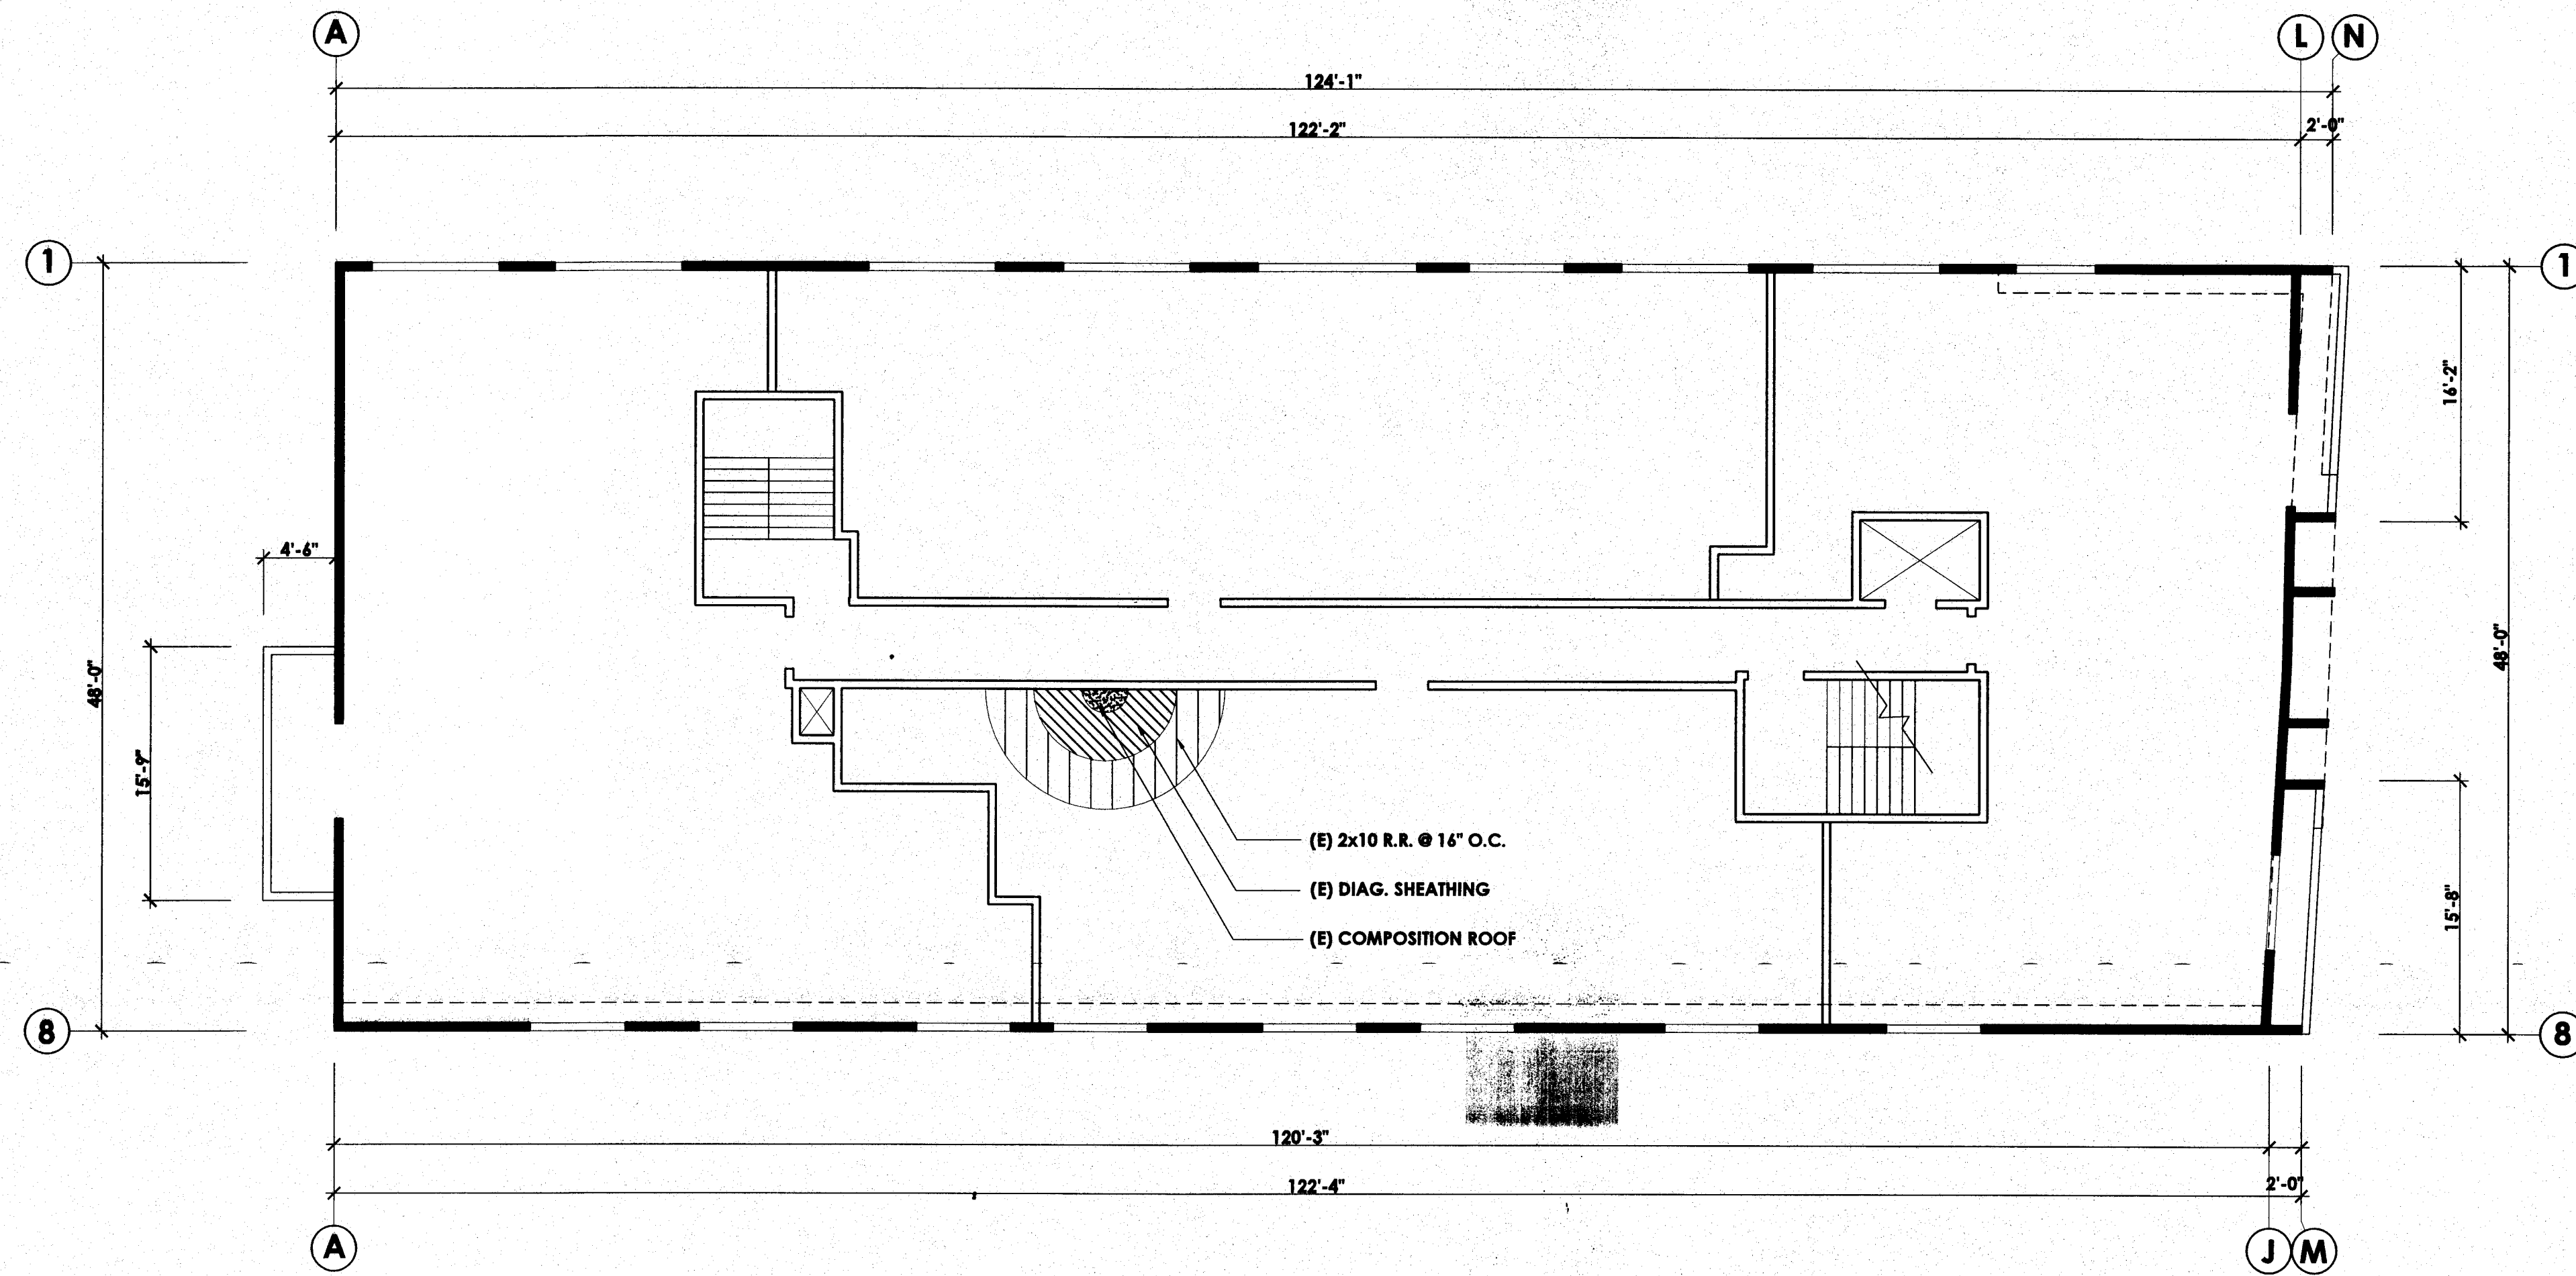 A
L
N
124'-1"
122'-2"
2'-0"
1
1
16'-2"
4'-6"
48'-0"
48'-0"
15'-9"
(E) 2x10 R.R. @ 16" O.C.
(E) DIAG. SHEATHING
15'-8"
(E) COMPOSITION ROOF
8
8
120'-3"
122'-4"
2'-0"
A
J
M